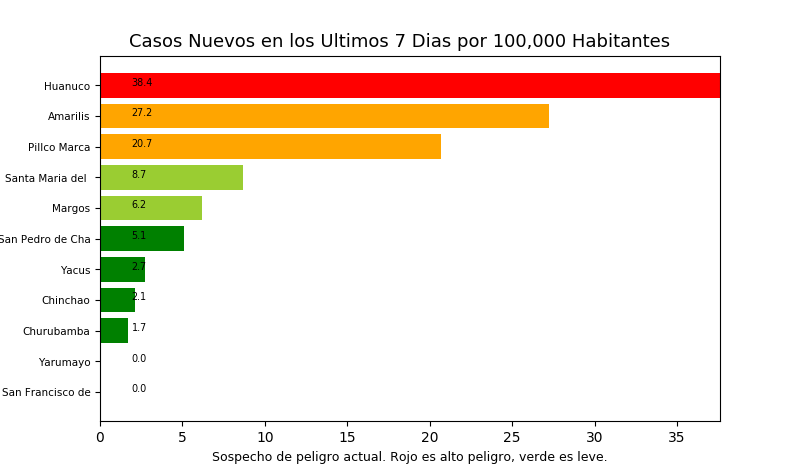 Casos Nuevos en los Ultimos 7 Dias por 100,000 Habitantes
Huanuco 38.4
Amarilis 27.2
Pillco Marca 20.7
Santa Maria del 8.7
Margos 6.2
San Pedro de Cha 5.1
Yacus 2.7
Chinchao 2.1
Churubamba 1.7
Yarumayo 0.0
San Francisco de 0.0
0 5 10 15 20 25 30 35
Sospecho de peligro actual. Rojo es alto peligro, verde es leve.